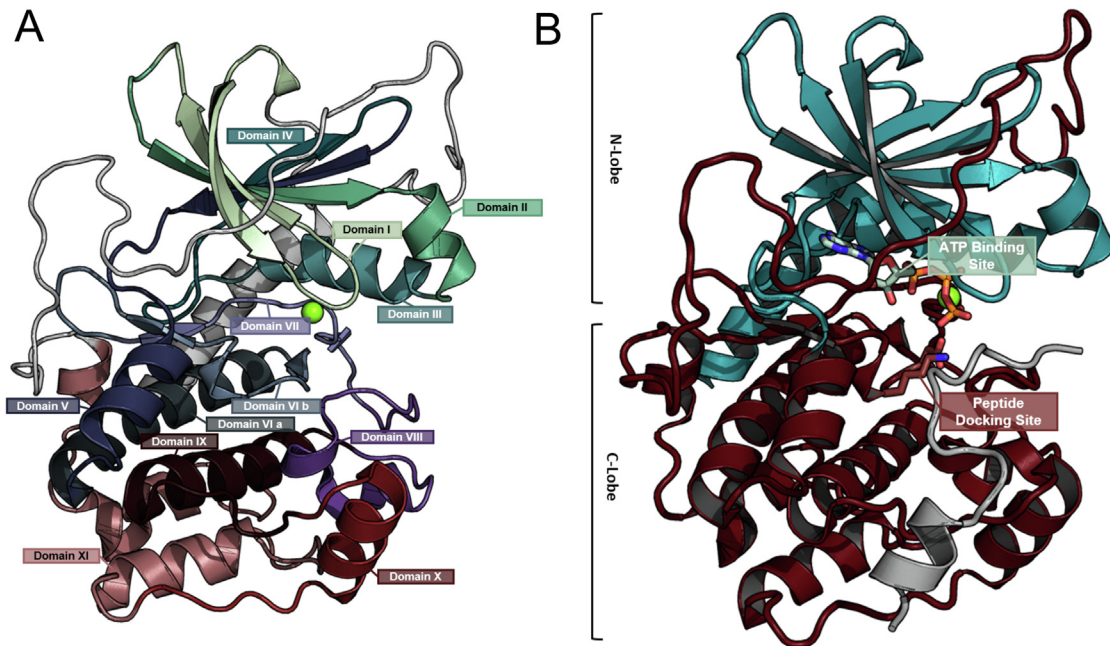 A
Domain IV
Domain II
Domain I
Domain III
Domain VII
Domain V
Domain VI b
Domain VI a
Domain IX
Domain VIII
Domain XI
Domain X
B
N-Lobe
ATP Binding
Site
C-Lobe
Peptide
Docking Site